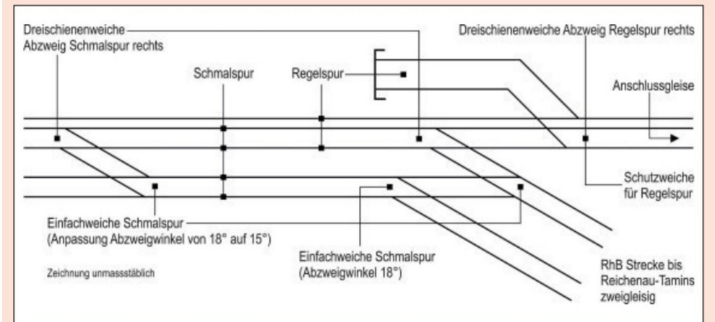 Dreischienenweiche
Abzweig Schmalspur rechts
Dreischienenweiche Abzweig Regelspur rechts
Schmalspur
Regelspur
Anschlussgleise
Schutzweiche
für Regelspur
Einfachweiche Schmalspur
(Anpassung Abzweigwinkel von 18° auf 15°)
Einfachweiche Schmalspur
(Abzweigwinkel 18°)
RhB Strecke bis
Reichenau-Tamins
zweigleisig
Zeichnung unmassstäblich